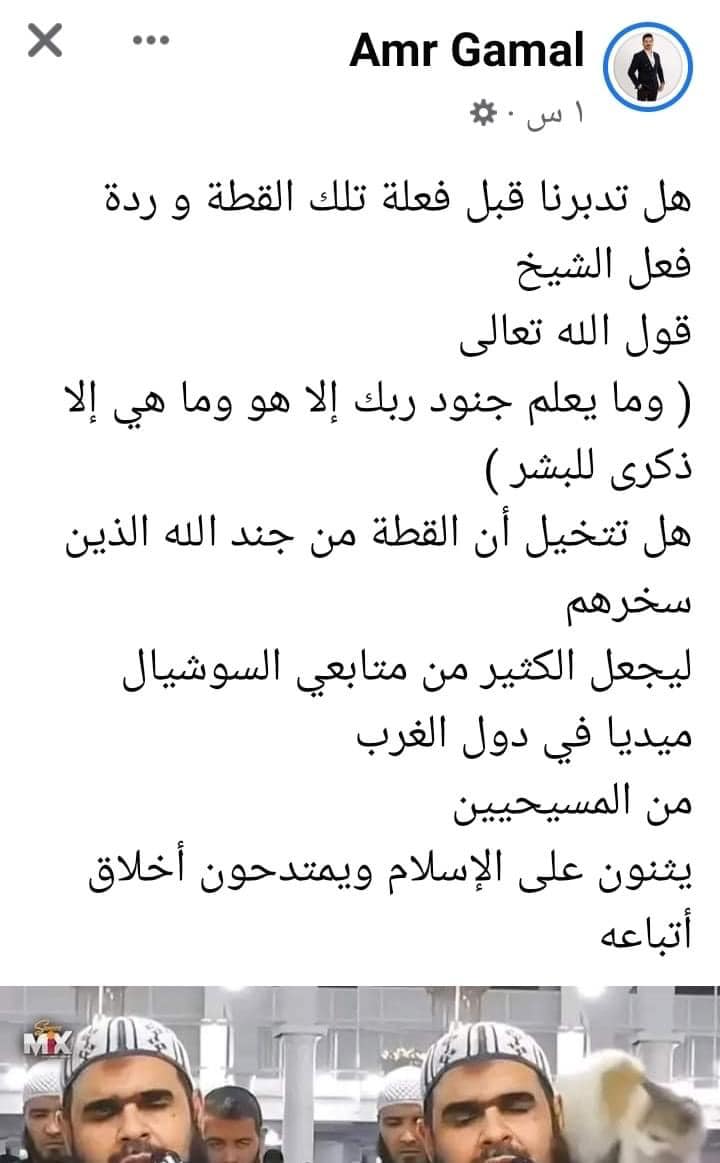 Amr Gamal
١ س ·
هل تدبرنا قبل فعلة تلك القطة و ردة
فعل الشيخ
قول الله تعالى
( وما يعلم جنود ربك إلا هو وما هي إلا
ذكرى للبشر )
هل تتخيل أن القطة من جند الله الذين
سخرهم
ليجعل الكثير من متابعي السوشيال
ميديا في دول الغرب
من المسيحيين
يثنون على الإسلام ويمتدحون أخلاق
أتباعه
MIX